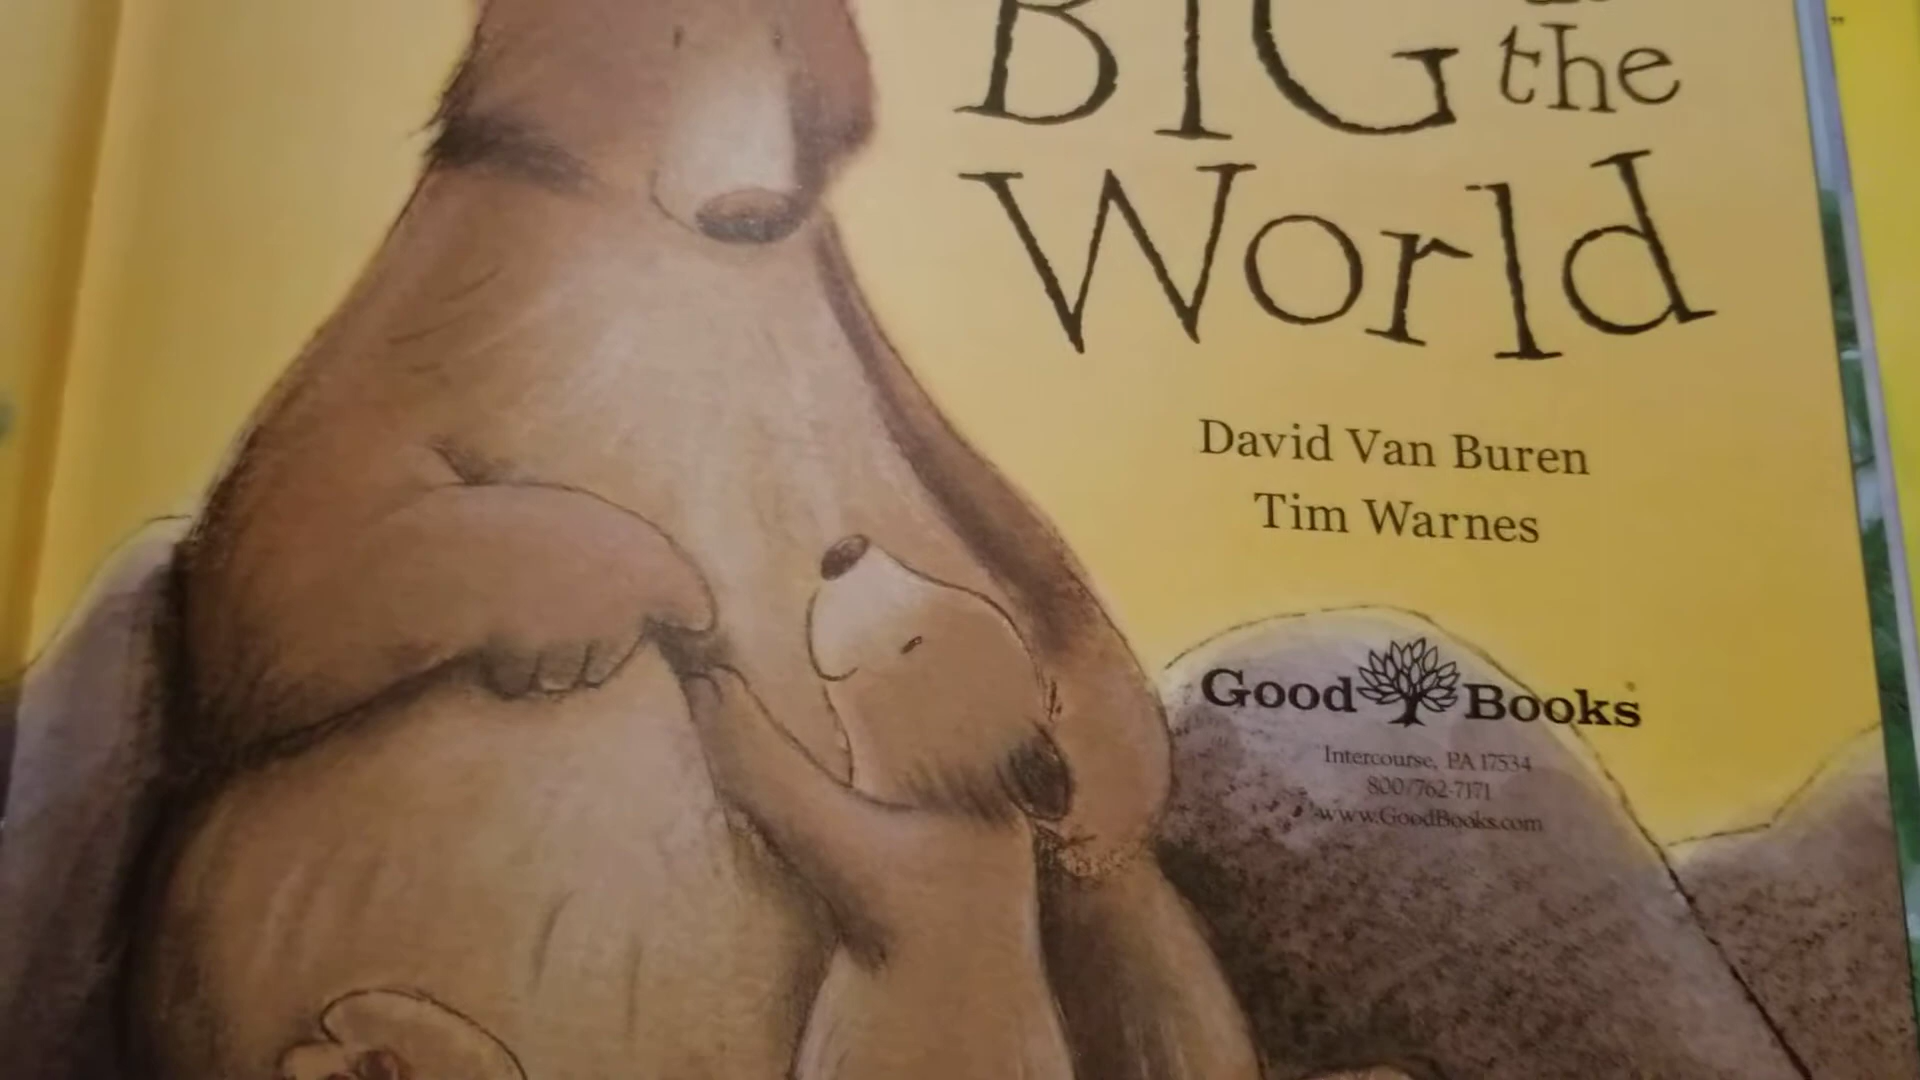 BIG the
World
David Van Buren
Tim Warnes
Good Books
Intercourse, PA 17534
800/762-7171
www.GoodBooks.com